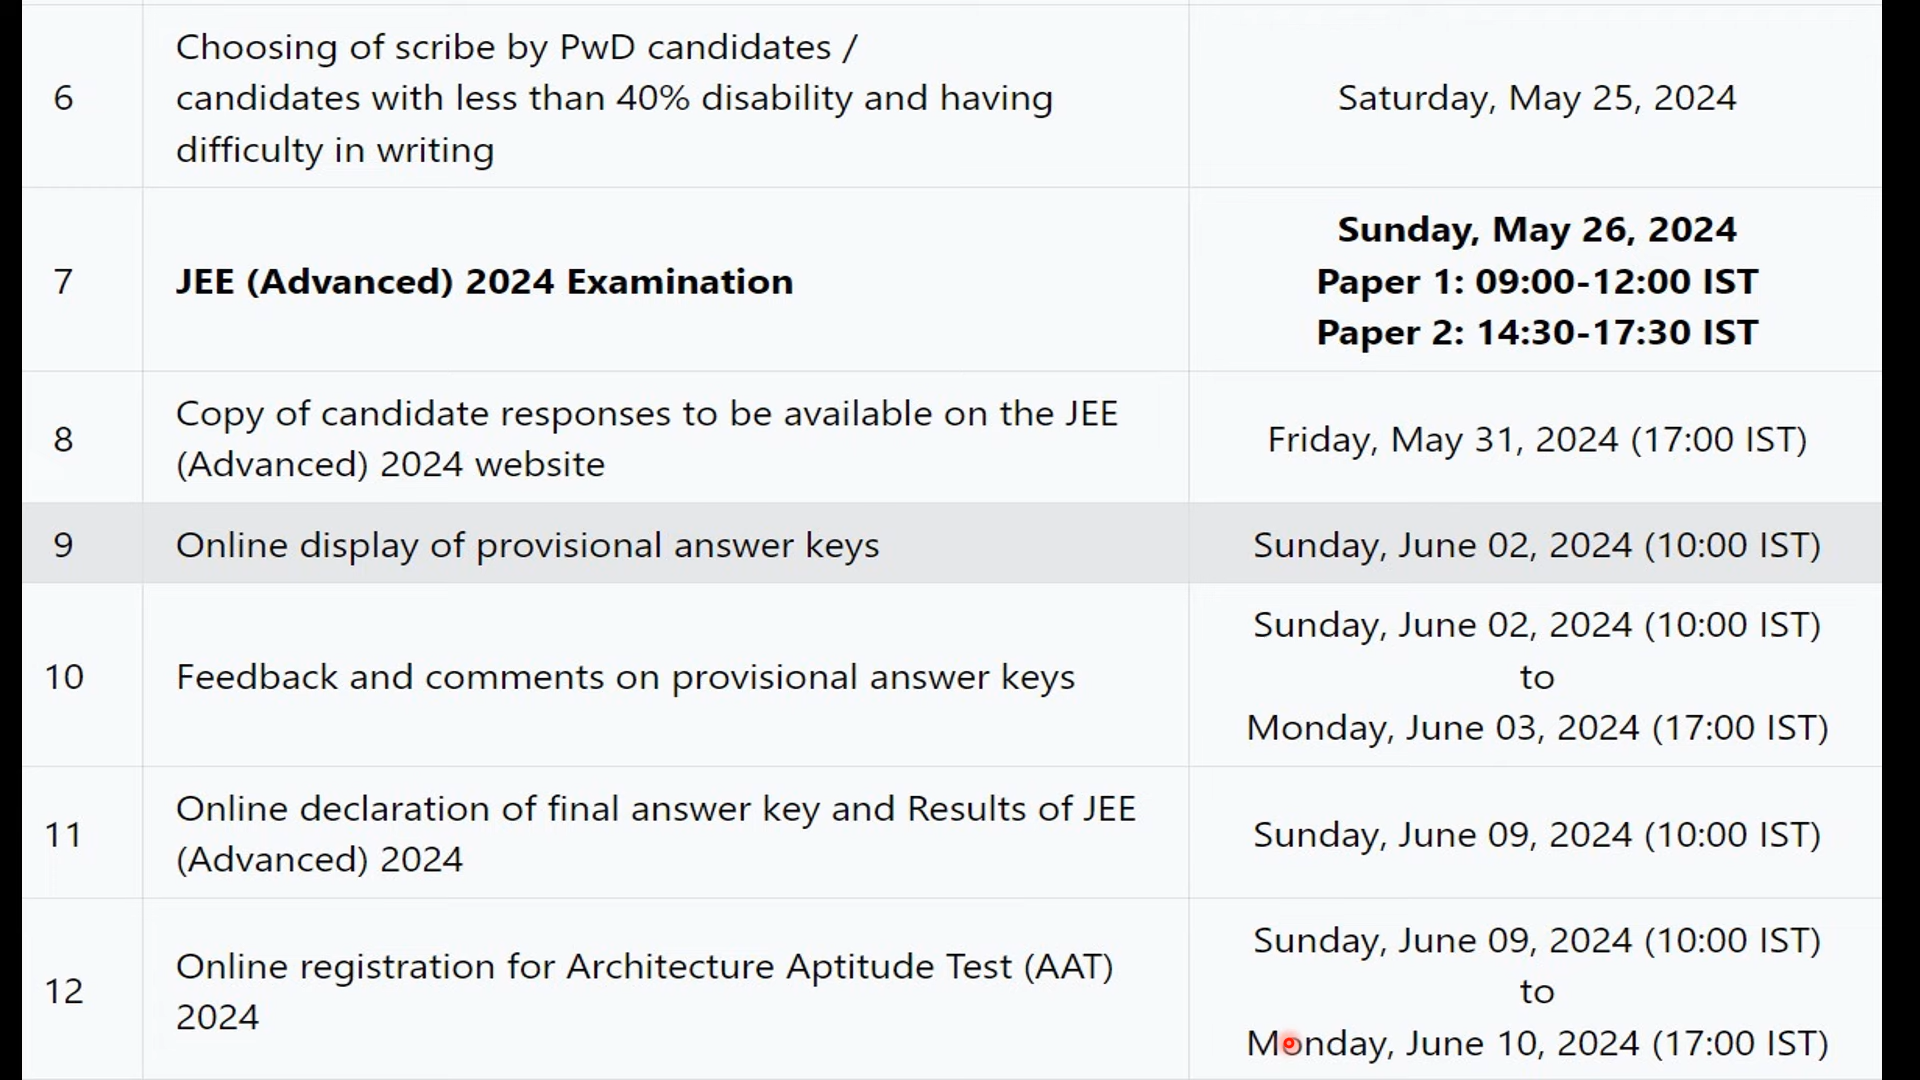 6
Choosing of scribe by PwD candidates /
candidates with less than 40% disability and having
difficulty in writing
Saturday, May 25, 2024
7
JEE (Advanced) 2024 Examination
Sunday, May 26, 2024
Paper 1: 09:00-12:00 IST
Paper 2: 14:30-17:30 IST
8
Copy of candidate responses to be available on the JEE
(Advanced) 2024 website
Friday, May 31, 2024 (17:00 IST)
9
Online display of provisional answer keys
Sunday, June 02, 2024 (10:00 IST)
10
Feedback and comments on provisional answer keys
Sunday, June 02, 2024 (10:00 IST)
to
Monday, June 03, 2024 (17:00 IST)
11
Online declaration of final answer key and Results of JEE
(Advanced) 2024
Sunday, June 09, 2024 (10:00 IST)
12
Online registration for Architecture Aptitude Test (AAT)
2024
Sunday, June 09, 2024 (10:00 IST)
to
Monday, June 10, 2024 (17:00 IST)